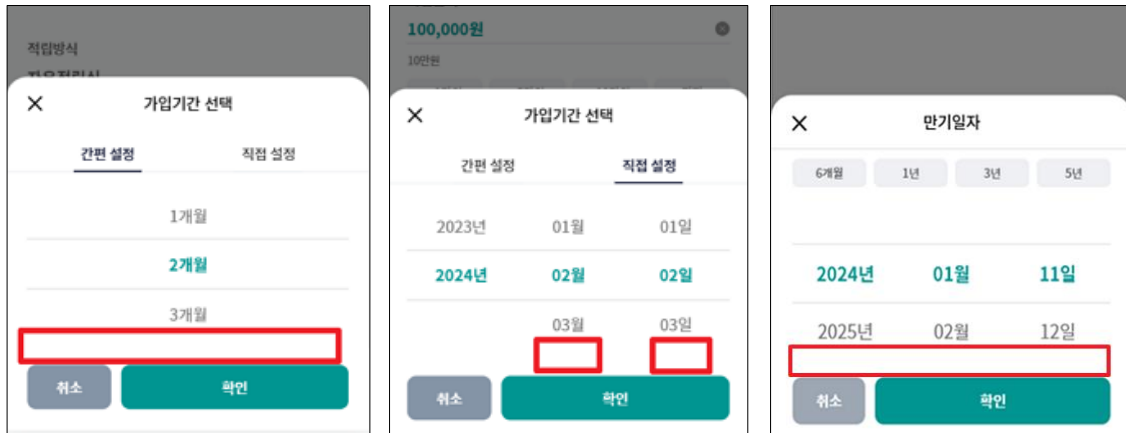 적립방식
자유적립식
가입기간 선택
간편 설정 직접 설정
1개월
2개월
3개월
취소 확인
100,000원
10만원
가입기간 선택
간편 설정 직접 설정
2023년 01월 01일
2024년 02월 02일
03월 03일
취소 확인
만기일자
6개월 1년 3년 5년
2024년 01월 11일
2025년 02월 12일
취소 확인